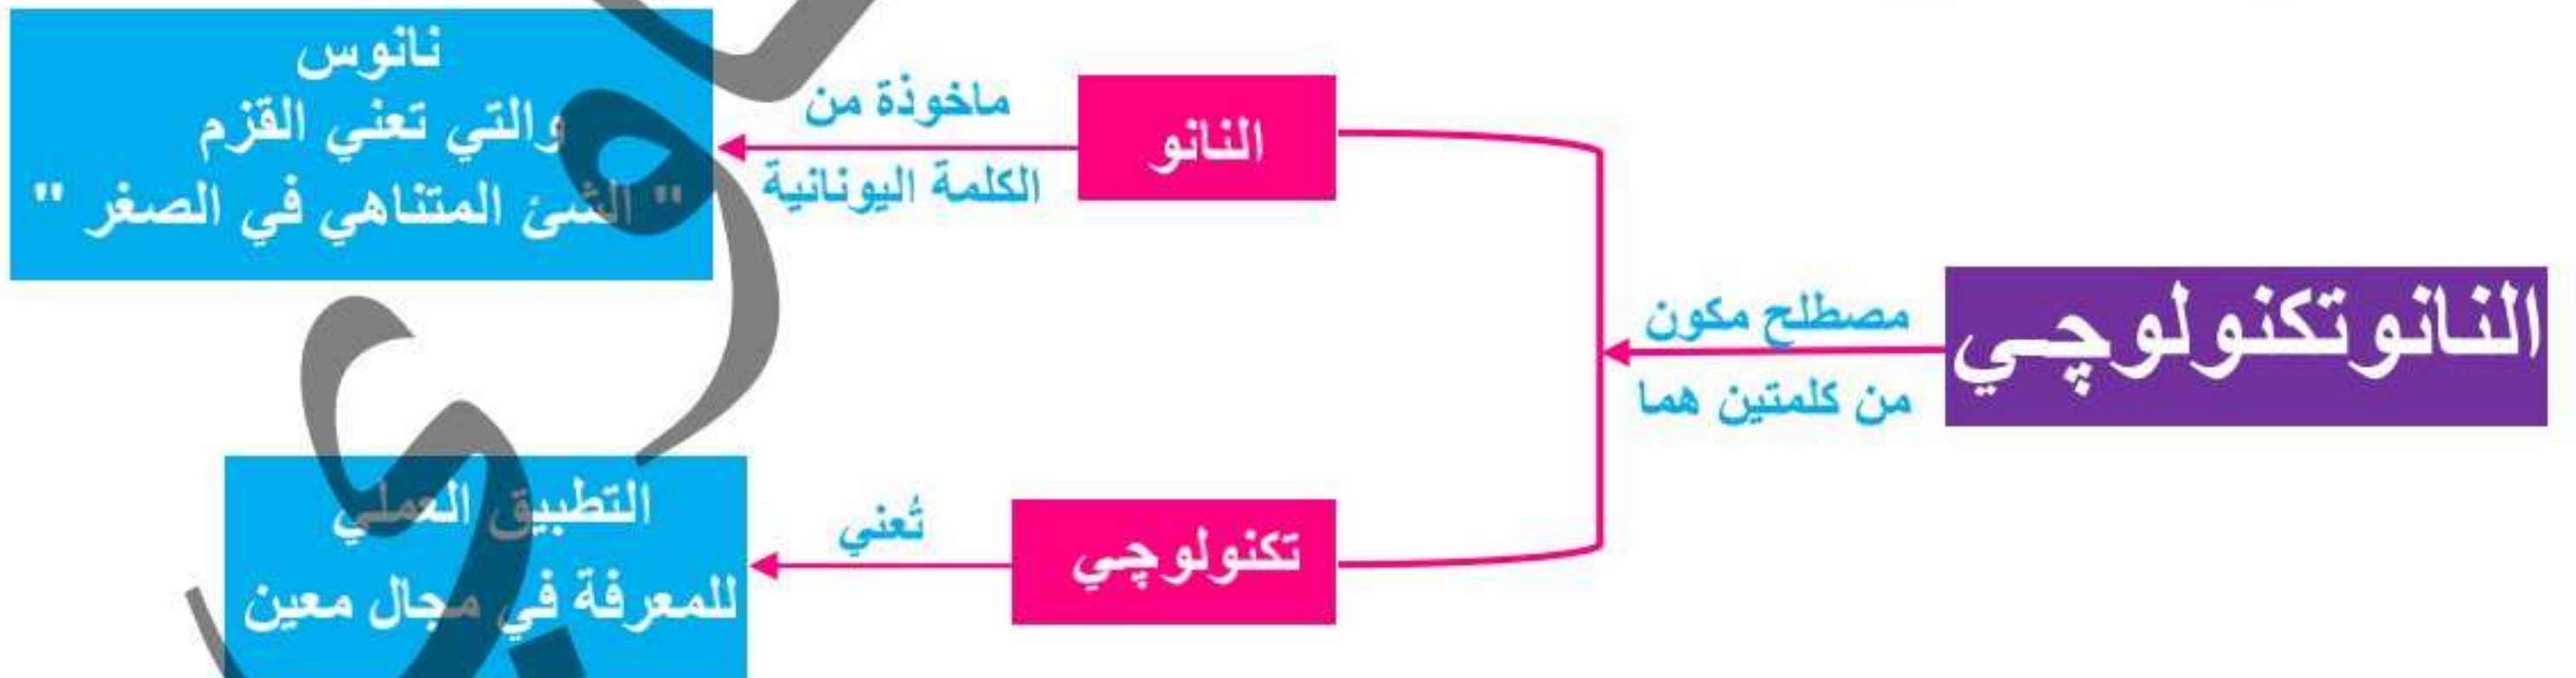 النانوتكنولوچي
مصطلح مكون
من كلمتين هما
النانو
ماخوذة من
الكلمة اليونانية
نانوس
والتي تعني القزم
" الشئ المتناهي في الصغر "
تكنولوچي
تُعني
التطبيق العملي
للمعرفة في مجال معين